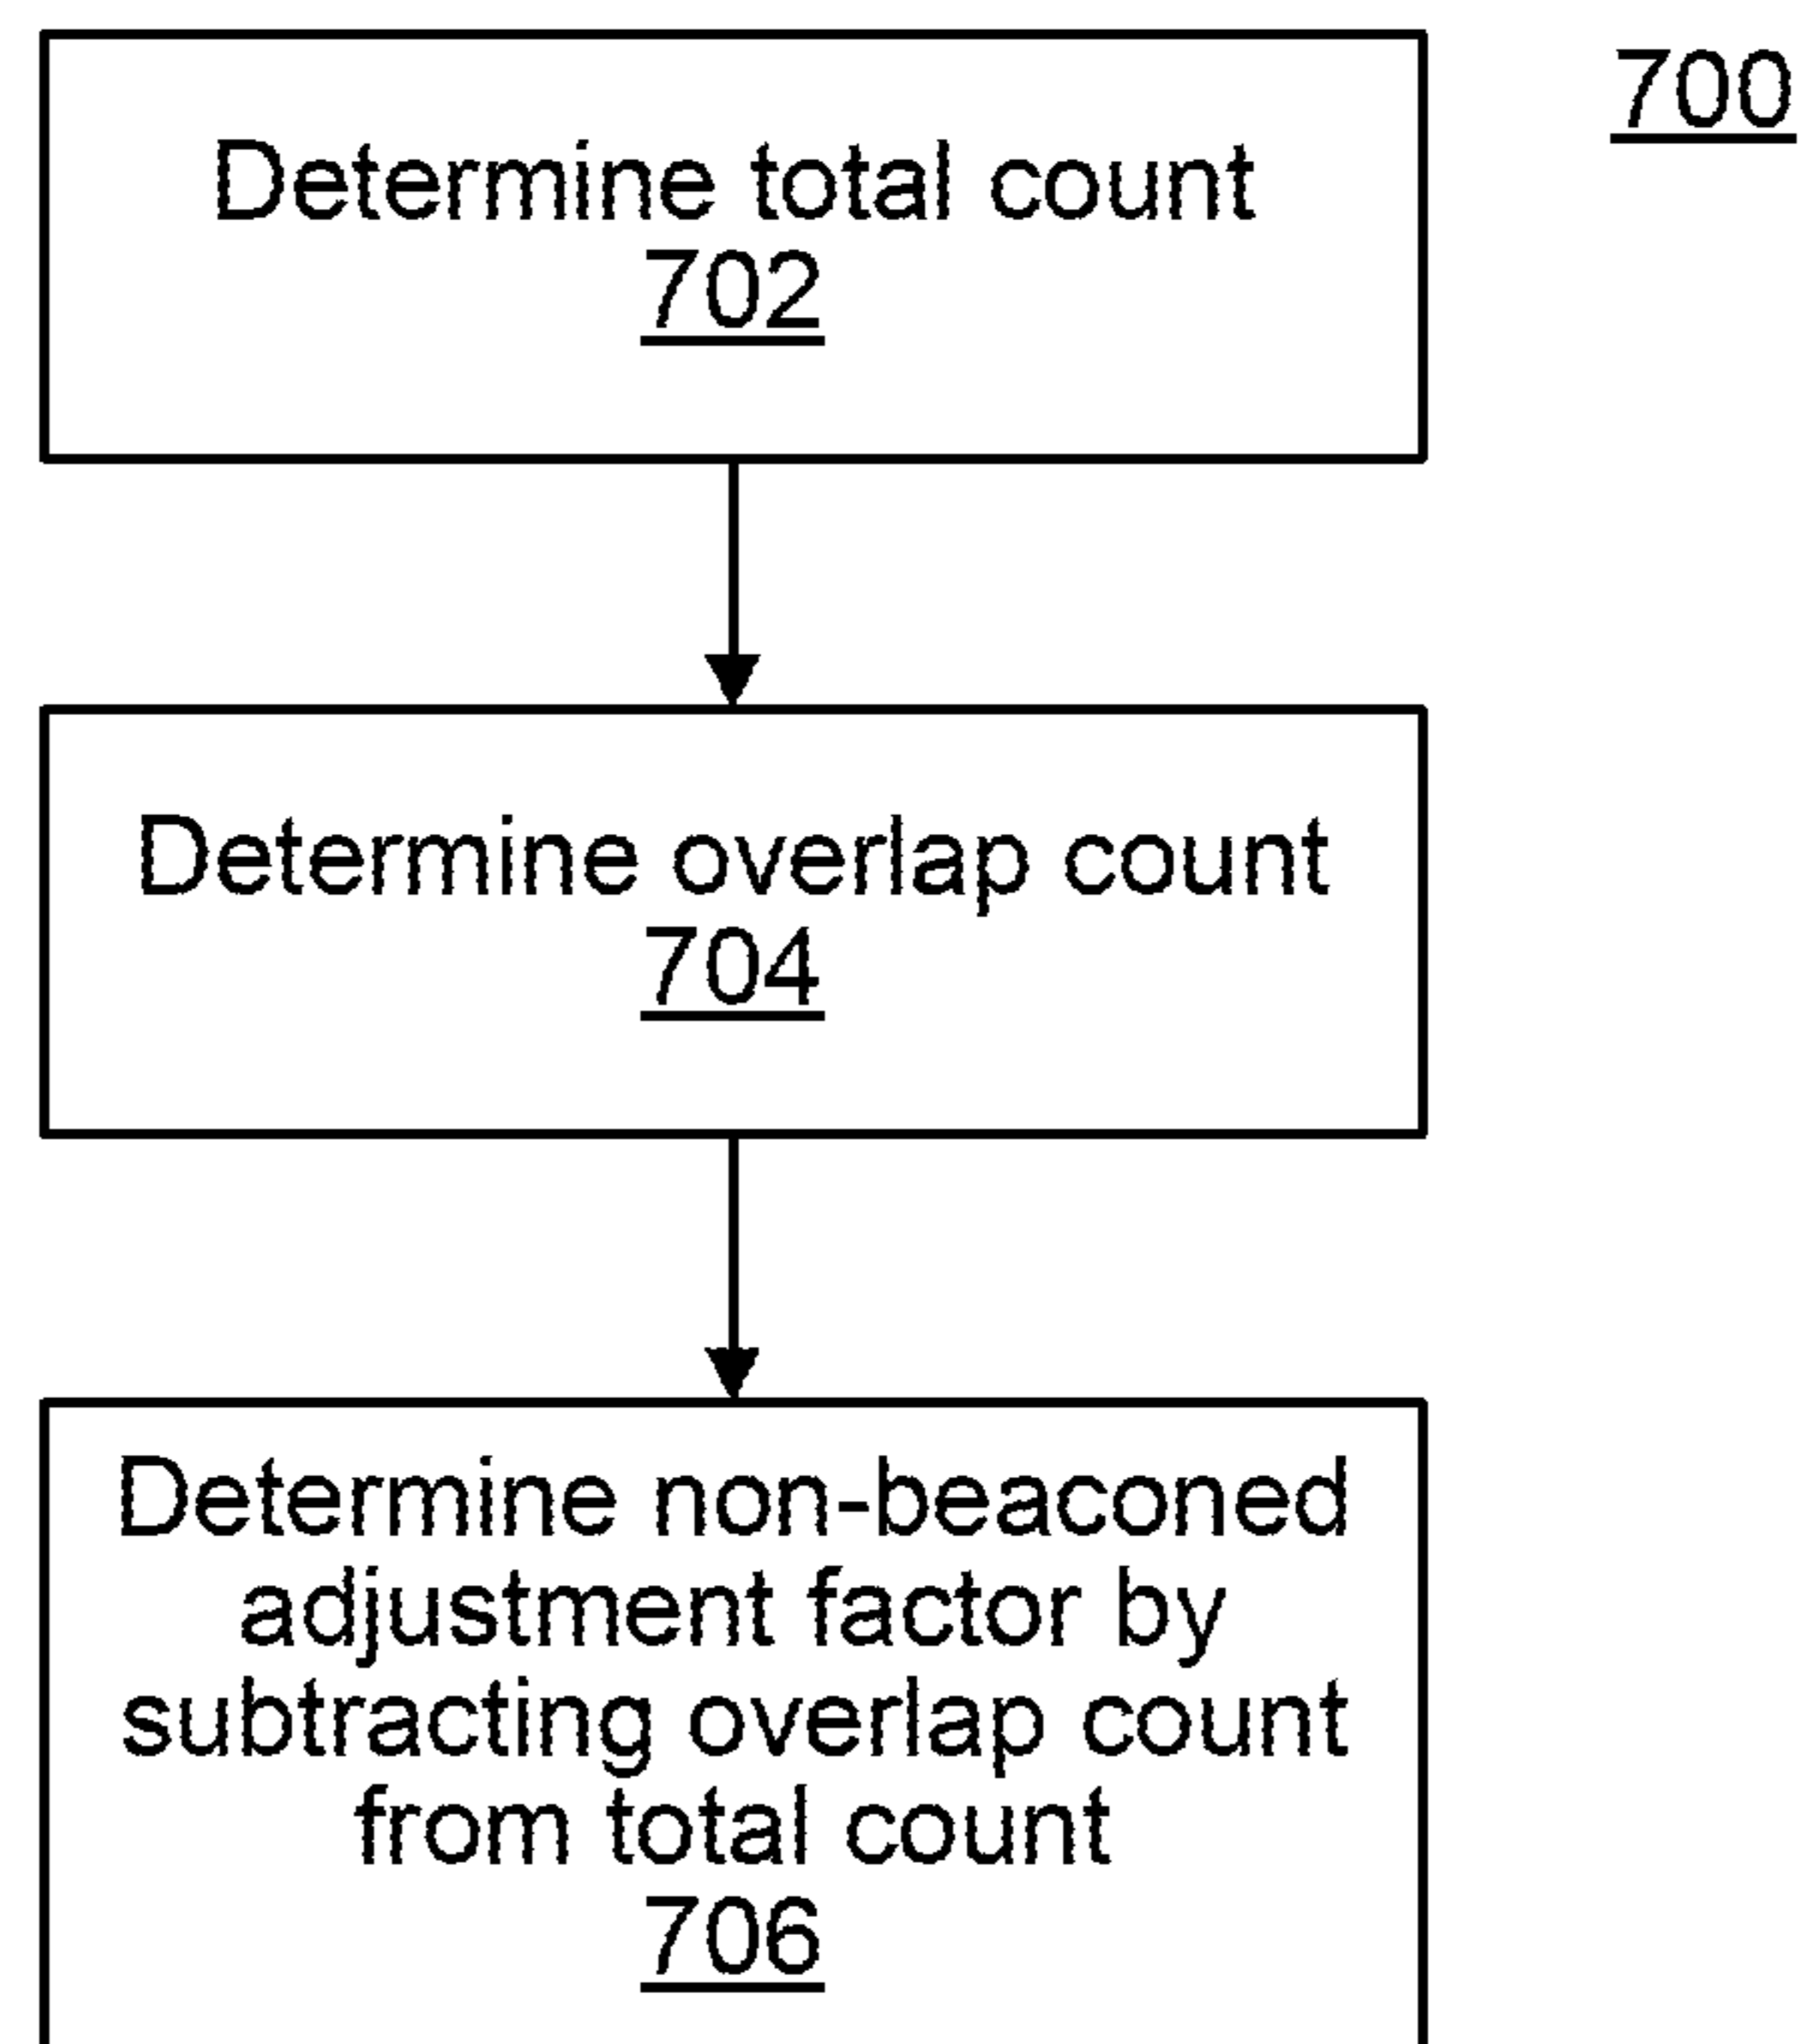 700
Determine total count
702
Determine overlap count
704
Determine non-beaconed
adjustment factor by
subtracting overlap count
from total count
706